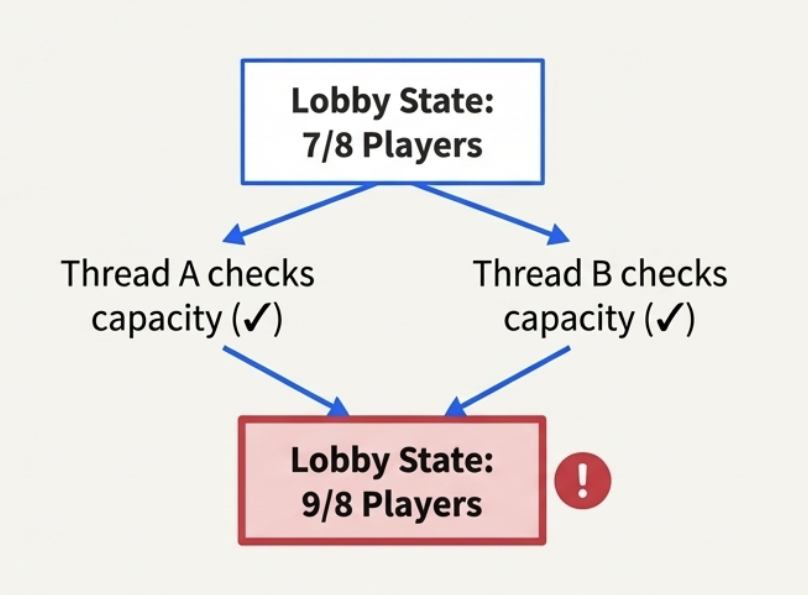 Lobby State:
7/8 Players
Thread A checks
capacity (✓)
Thread B checks
capacity (✓)
Lobby State:
9/8 Players
!